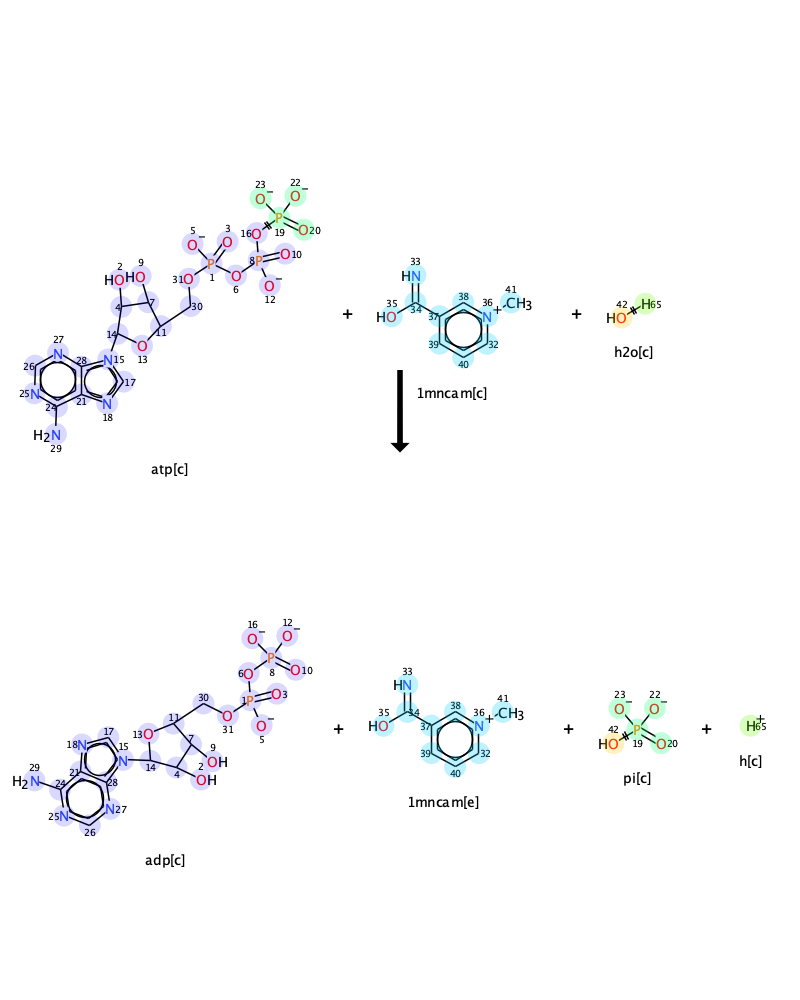 23 O− 22 O−
5 O− 3 O 16 O P 19 O 20
2 HO 9 HO P 1 8 P O 10
31 O O 6 O− 12
4 7 30
14 11 O 13
27 N 28 N 15
26 17
25 N 24 21 N 18
H2N 29
atp[c]
+
33 HN
35 HO 34 38 36 N + 41 CH3
37
39 32
40
1mncam[c]
+
42 HO H 65
h2o[c]
16 O− 12 O−
6 O P 8 O 10
30 1 P O 3
11 O 31 O− 5
17 13 O
18 N 15 N 14 7 9 OH
21 4 2 OH
29 H2N 24 28
25 N N 27
26
adp[c]
+
33 HN
35 HO 34 38 36 N + 41 CH3
37
39 32
40
1mncam[e]
+
23 O− 22 O−
42 HO P 19 O 20
pi[c]
+
H + 65
h[c]